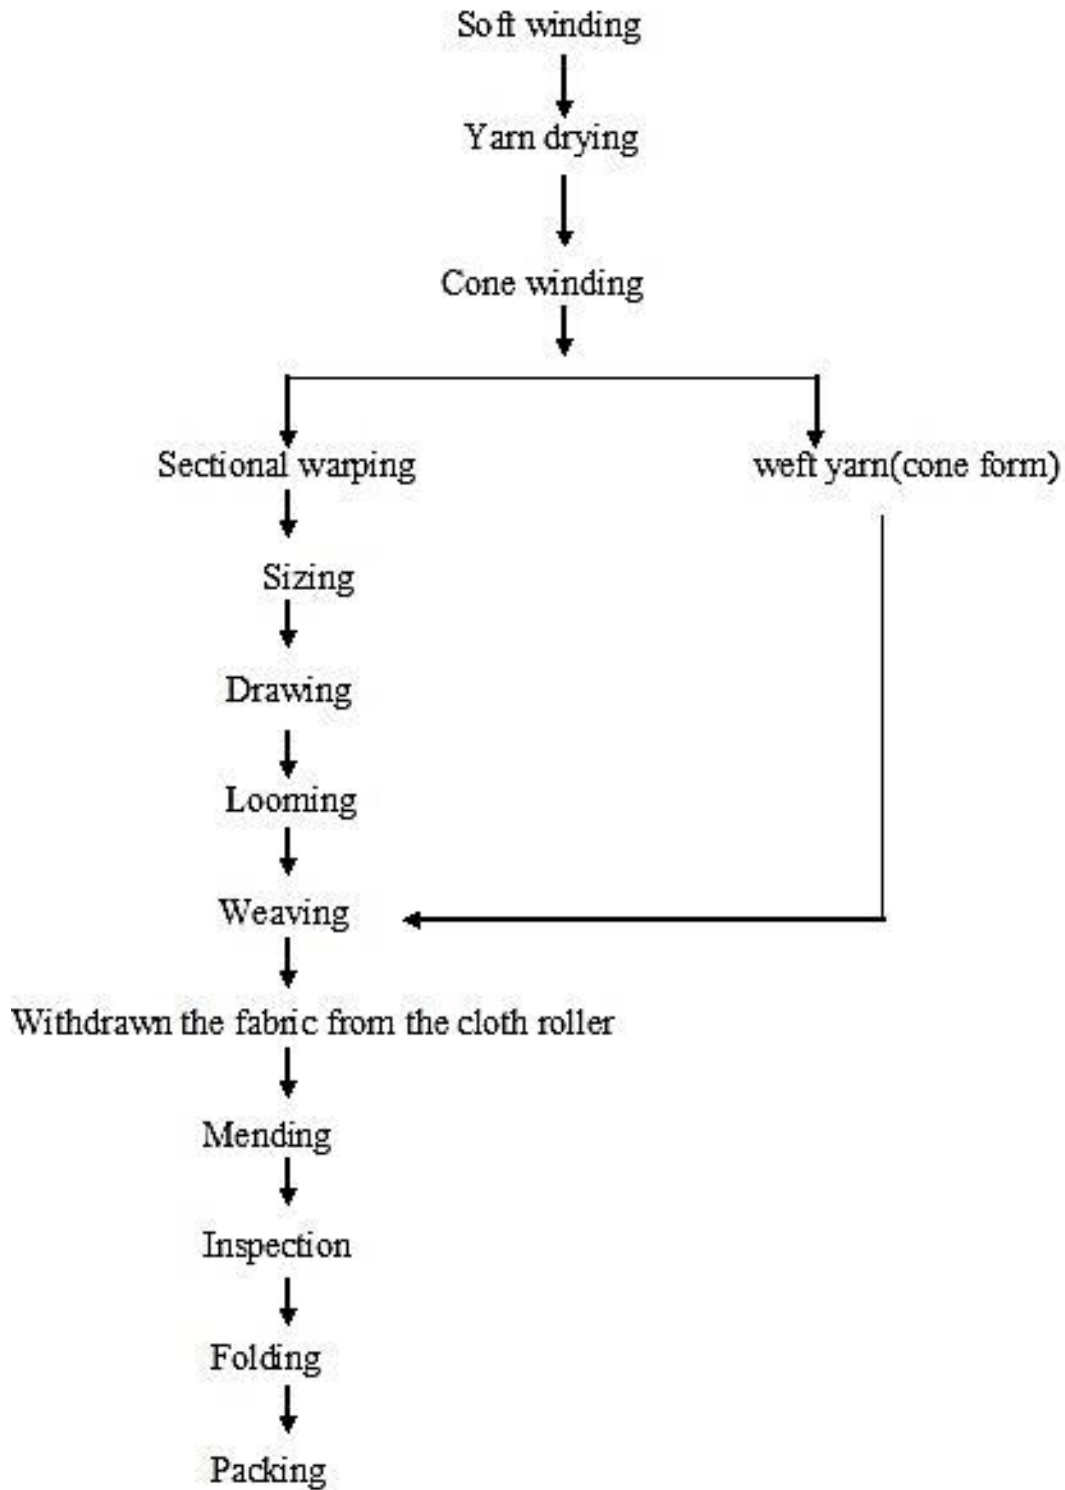 Soft winding
Yarn drying
Cone winding
Sectional warping
weft yarn(cone form)
Sizing
Drawing
Looming
Weaving
Withdrawn the fabric from the cloth roller
Mending
Inspection
Folding
Packing